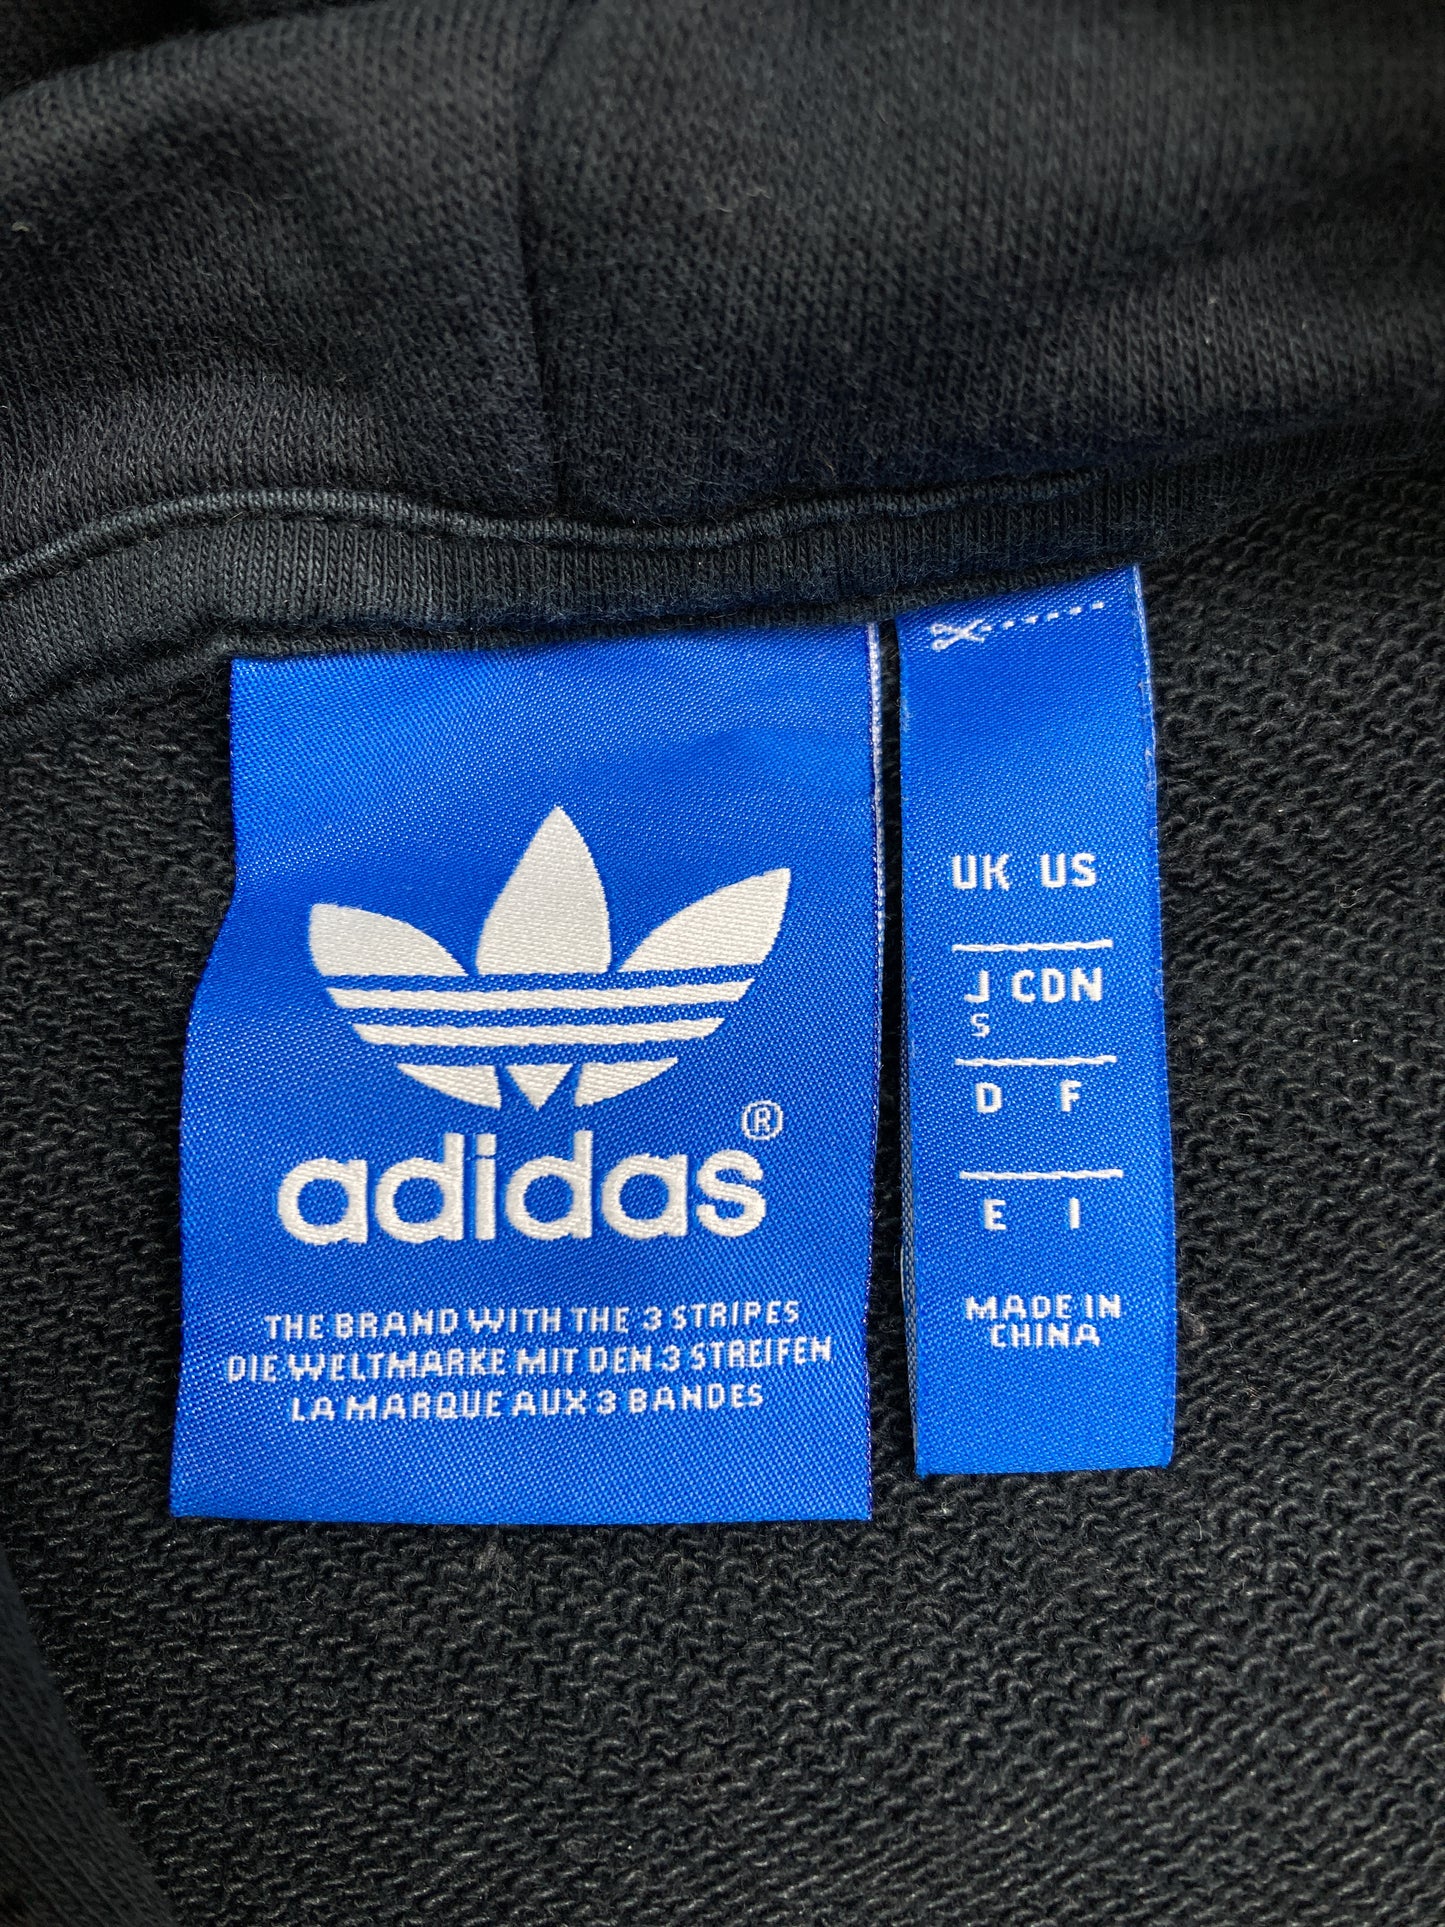 adidas®
THE BRAND WITH THE 3 STRIPES
DIE WELTMARKE MIT DEN 3 STREIFEN
LA MARQUE AUX 3 BANDES
UK US
J CDN
S
D F
E I
MADE IN
CHINA